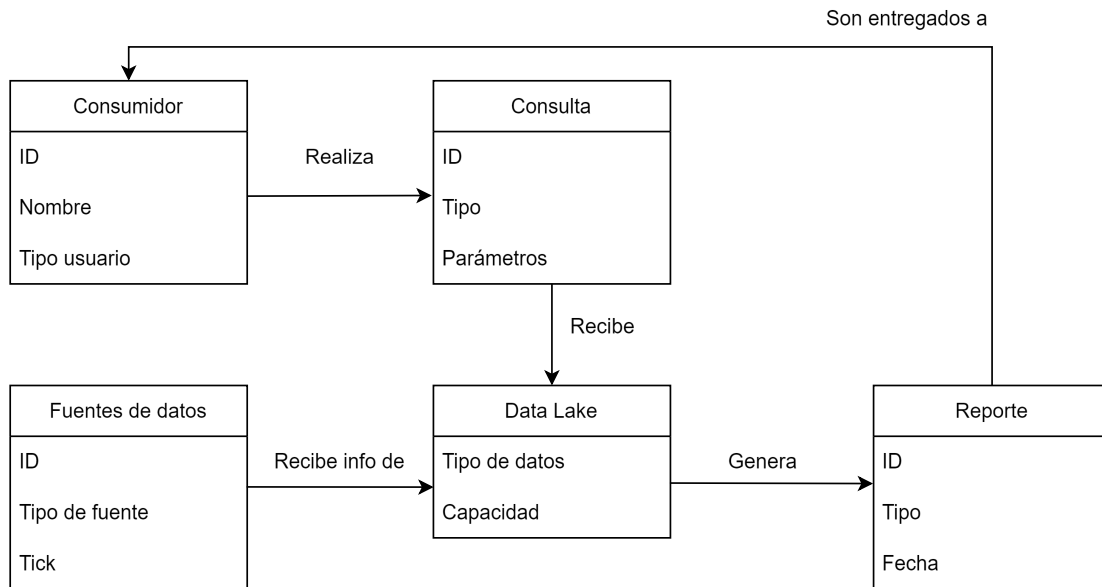 Son entregados a
Consumidor
ID
Nombre
Tipo usuario
Realiza
Consulta
ID
Tipo
Parámetros
Recibe
Fuentes de datos
ID
Tipo de fuente
Tick
Recibe info de
Data Lake
Tipo de datos
Capacidad
Genera
Reporte
ID
Tipo
Fecha